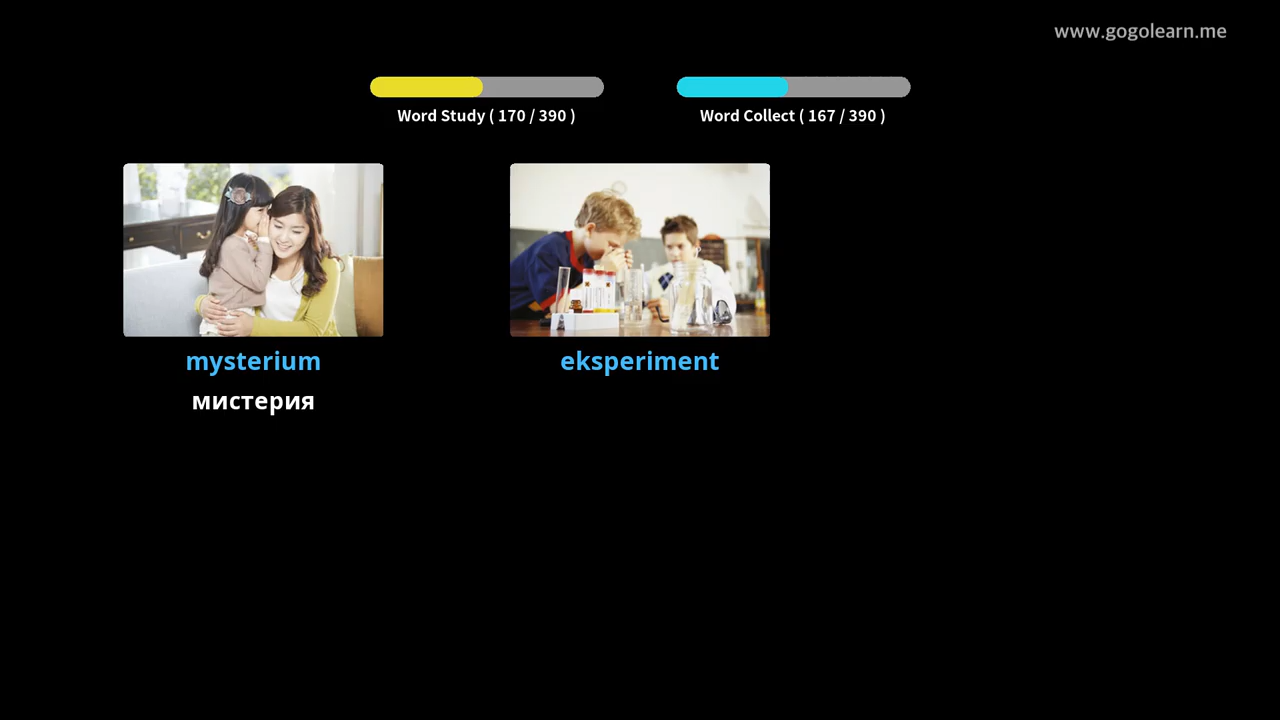 www.gogolearn.me
Word Study ( 170 / 390 )
Word Collect ( 167 / 390 )
mysterium
eksperiment
мистерия